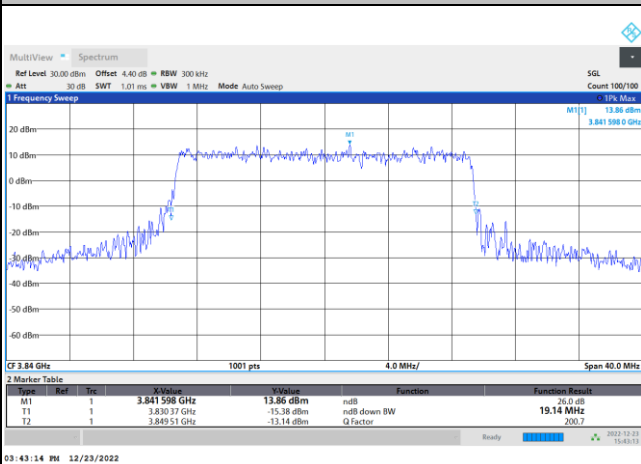 MultiView Spectrum
Ref Level 30.00 dBm Offset 4.40 dB RBW 300 kHz SGL
Att 30 dB SWT 1.01 ms VBW 1 MHz Mode Auto Sweep Count 100/100
1 Frequency Sweep 1Pk Max
M1[1] 13.86 dBm
3.841 598 0 GHz
M1
20 dBm
10 dBm
0 dBm
-10 dBm
-20 dBm
-30 dBm
-40 dBm
-50 dBm
-60 dBm
CF 3.84 GHz 1001 pts 4.0 MHz/ Span 40.0 MHz
2 Marker Table
Type Ref Trc X-Value Y-Value Function Function Result
M1 1 3.841 598 GHz 13.86 dBm ndB 26.0 dB
T1 1 3.830 37 GHz -15.38 dBm ndB down BW 19.14 MHz
T2 1 3.849 51 GHz -13.14 dBm Q Factor 200.7
Ready 2022-12-23
15:43:13
03:43:14 PM 12/23/2022